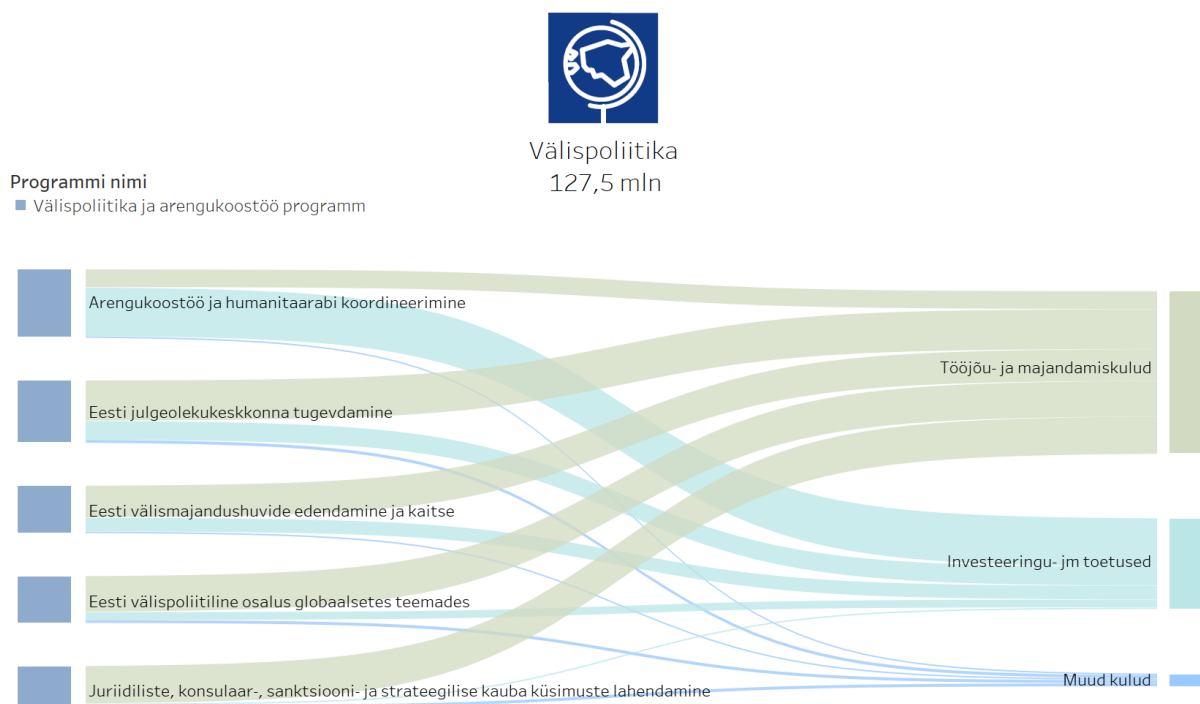 Välispoliitika
127,5 mln
Programmi nimi
Välispoliitika ja arengukoostöö programm
Arengukoostöö ja humanitaarabi koordineerimine
Tööjõu- ja majandamiskulud
Eesti julgeolekukeskkonna tugevdamine
Eesti välismajandushuvide edendamine ja kaitse
Investeeringu- jm toetused
Eesti välispoliitiline osalus globaalsetes teemades
Muud kulud
Juriidiliste, konsulaar-, sanktsiooni- ja strateegilise kauba küsimuste lahendamine